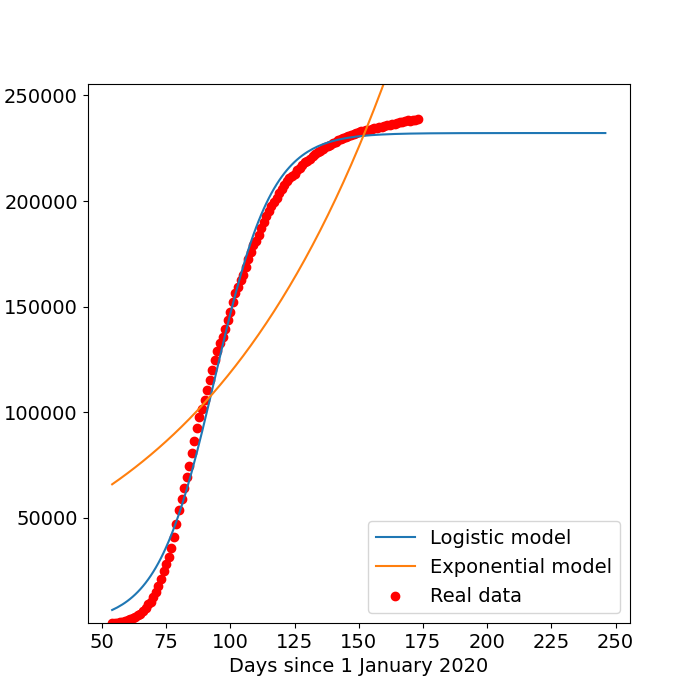 250000
200000
150000
100000
50000
50 75 100 125 150 175 200 225 250
Days since 1 January 2020
Logistic model
Exponential model
Real data